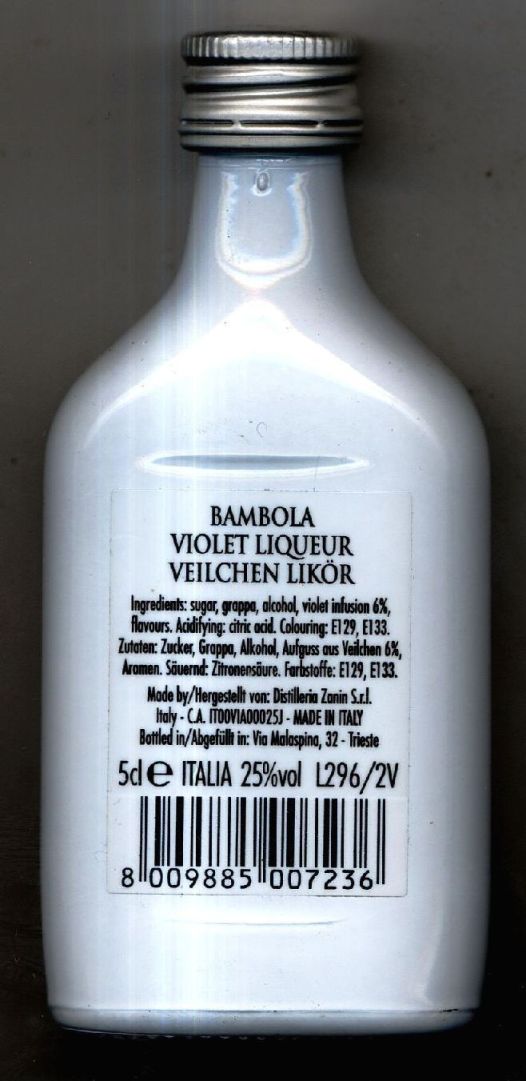 BAMBOLA
VIOLET LIQUEUR
VEILCHEN LIKÖR
Ingredients: sugar, grappa, alcohol, violet infusion 6%,
flavours. Acidifying: citric acid. Colouring: E129, E133.
Zutaten: Zucker, Grappa, Alkohol, Aufguss aus Veilchen 6%,
Aromen. Säuernd: Zitronensäure. Farbstoffe: E129, E133.
Made by/Hergestellt von: Distilleria Zanin S.r.l.
Italy - C.A. IT00VIA00025J - MADE IN ITALY
Bottled in/Abgefüllt in: Via Malaspina, 32 - Trieste
5cl e ITALIA 25%vol L296/2V
8 009885 007236